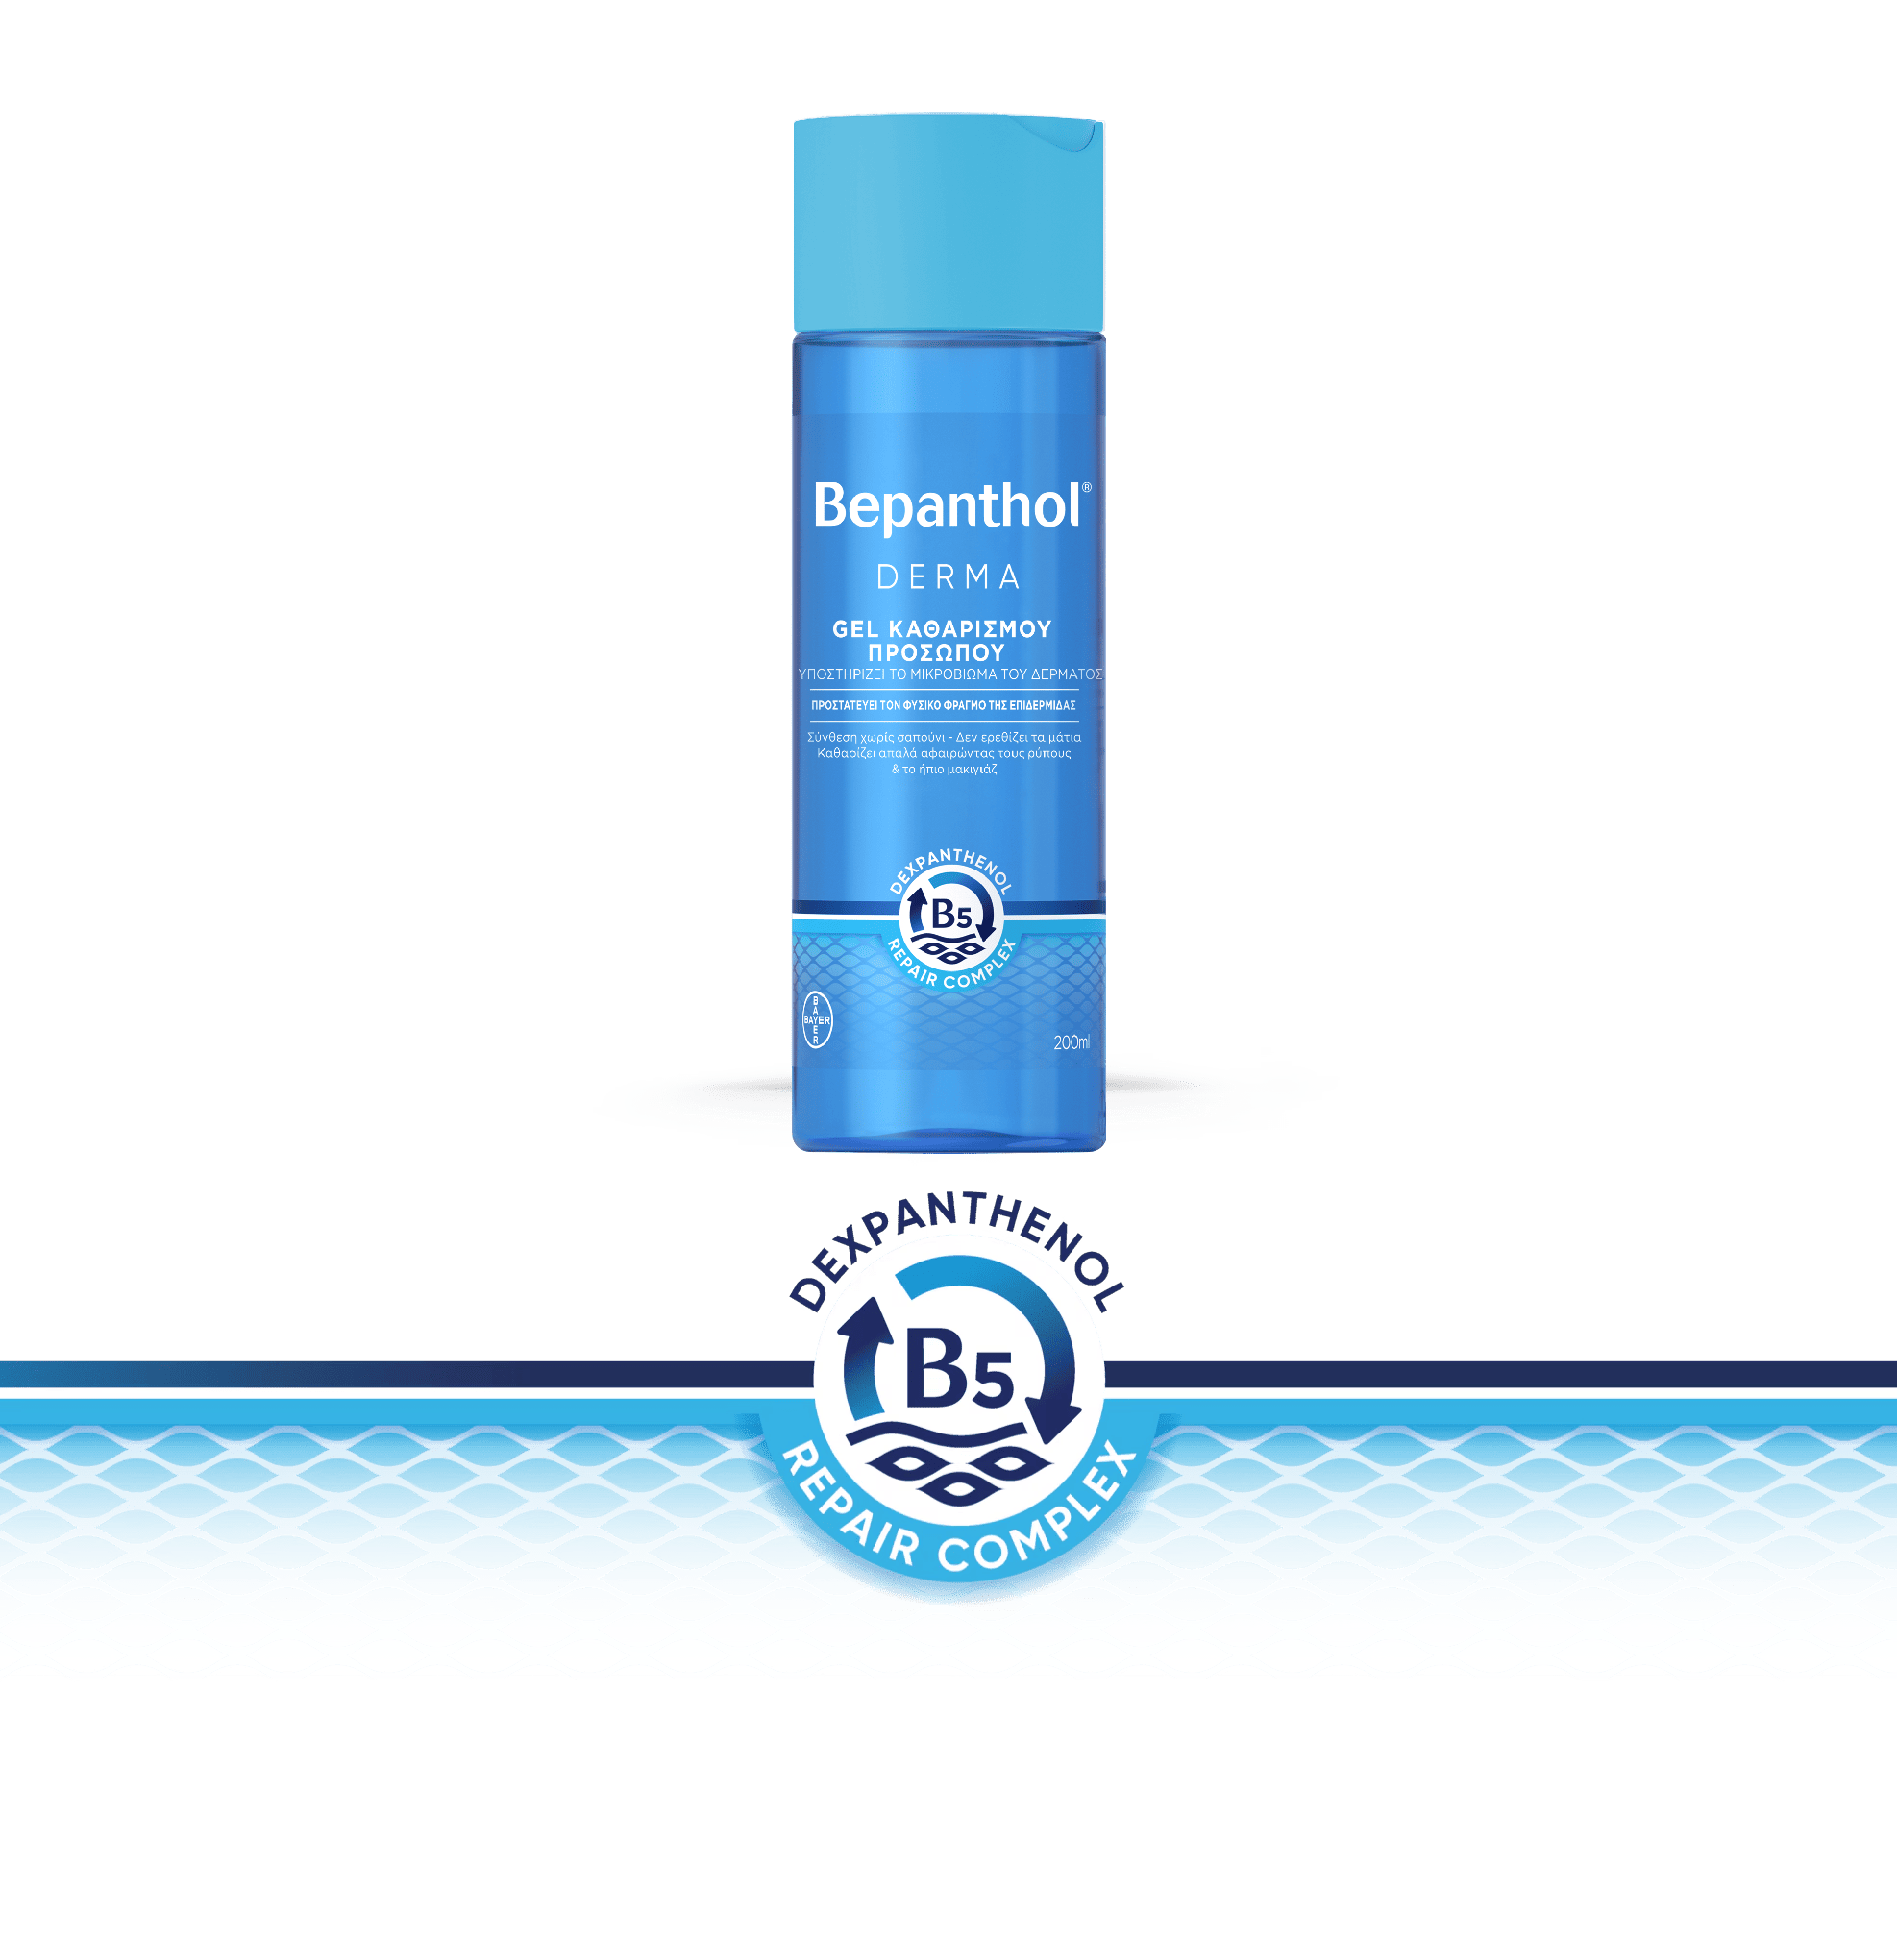 Bepanthol®
DERMA
GEL ΚΑΘΑΡΙΣΜΟΥ
ΠΡΟΣΩΠΟΥ
ΥΠΟΣΤΗΡΙΖΕΙ ΤΟ ΜΙΚΡΟΒΙΩΜΑ ΤΟΥ ΔΕΡΜΑΤΟΣ
ΠΡΟΣΤΑΤΕΥΕΙ ΤΟΝ ΦΥΣΙΚΟ ΦΡΑΓΜΟ ΤΗΣ ΕΠΙΔΕΡΜΙΔΑΣ
Σύνθεση χωρίς σαπούνι - Δεν ερεθίζει τα μάτια
Καθαρίζει απαλά αφαιρώντας τους ρύπους
& το ήπιο μακιγιάζ
DEXPANTHENOL
B5
REPAIR COMPLEX
BAYER
BAYER
200ml
DEXPANTHENOL
B5
REPAIR COMPLEX